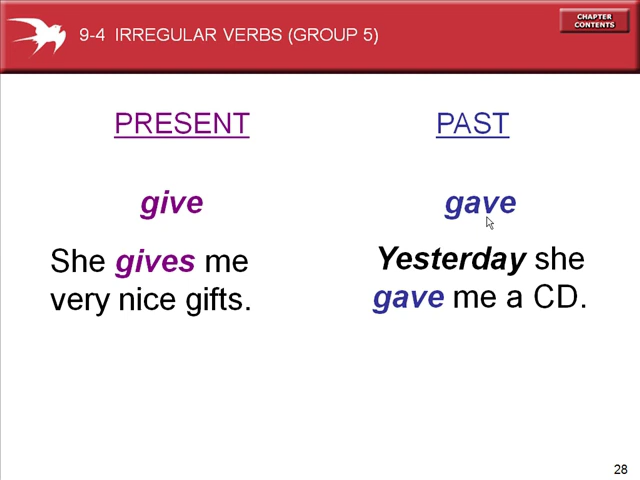 9-4 IRREGULAR VERBS (GROUP 5)
CHAPTER
CONTENTS
PRESENT
PAST
give
gave
She gives me
very nice gifts.
Yesterday she
gave me a CD.
28